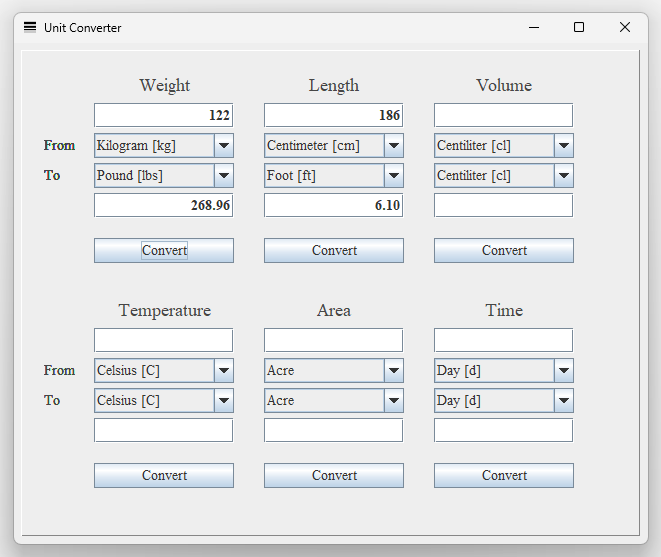 Unit Converter
Weight Length Volume
122 186
From Kilogram [kg] Centimeter [cm] Centiliter [cl]
To Pound [lbs] Foot [ft] Centiliter [cl]
268.96 6.10
Convert Convert Convert
Temperature Area Time
From Celsius [C] Acre Day [d]
To Celsius [C] Acre Day [d]
Convert Convert Convert